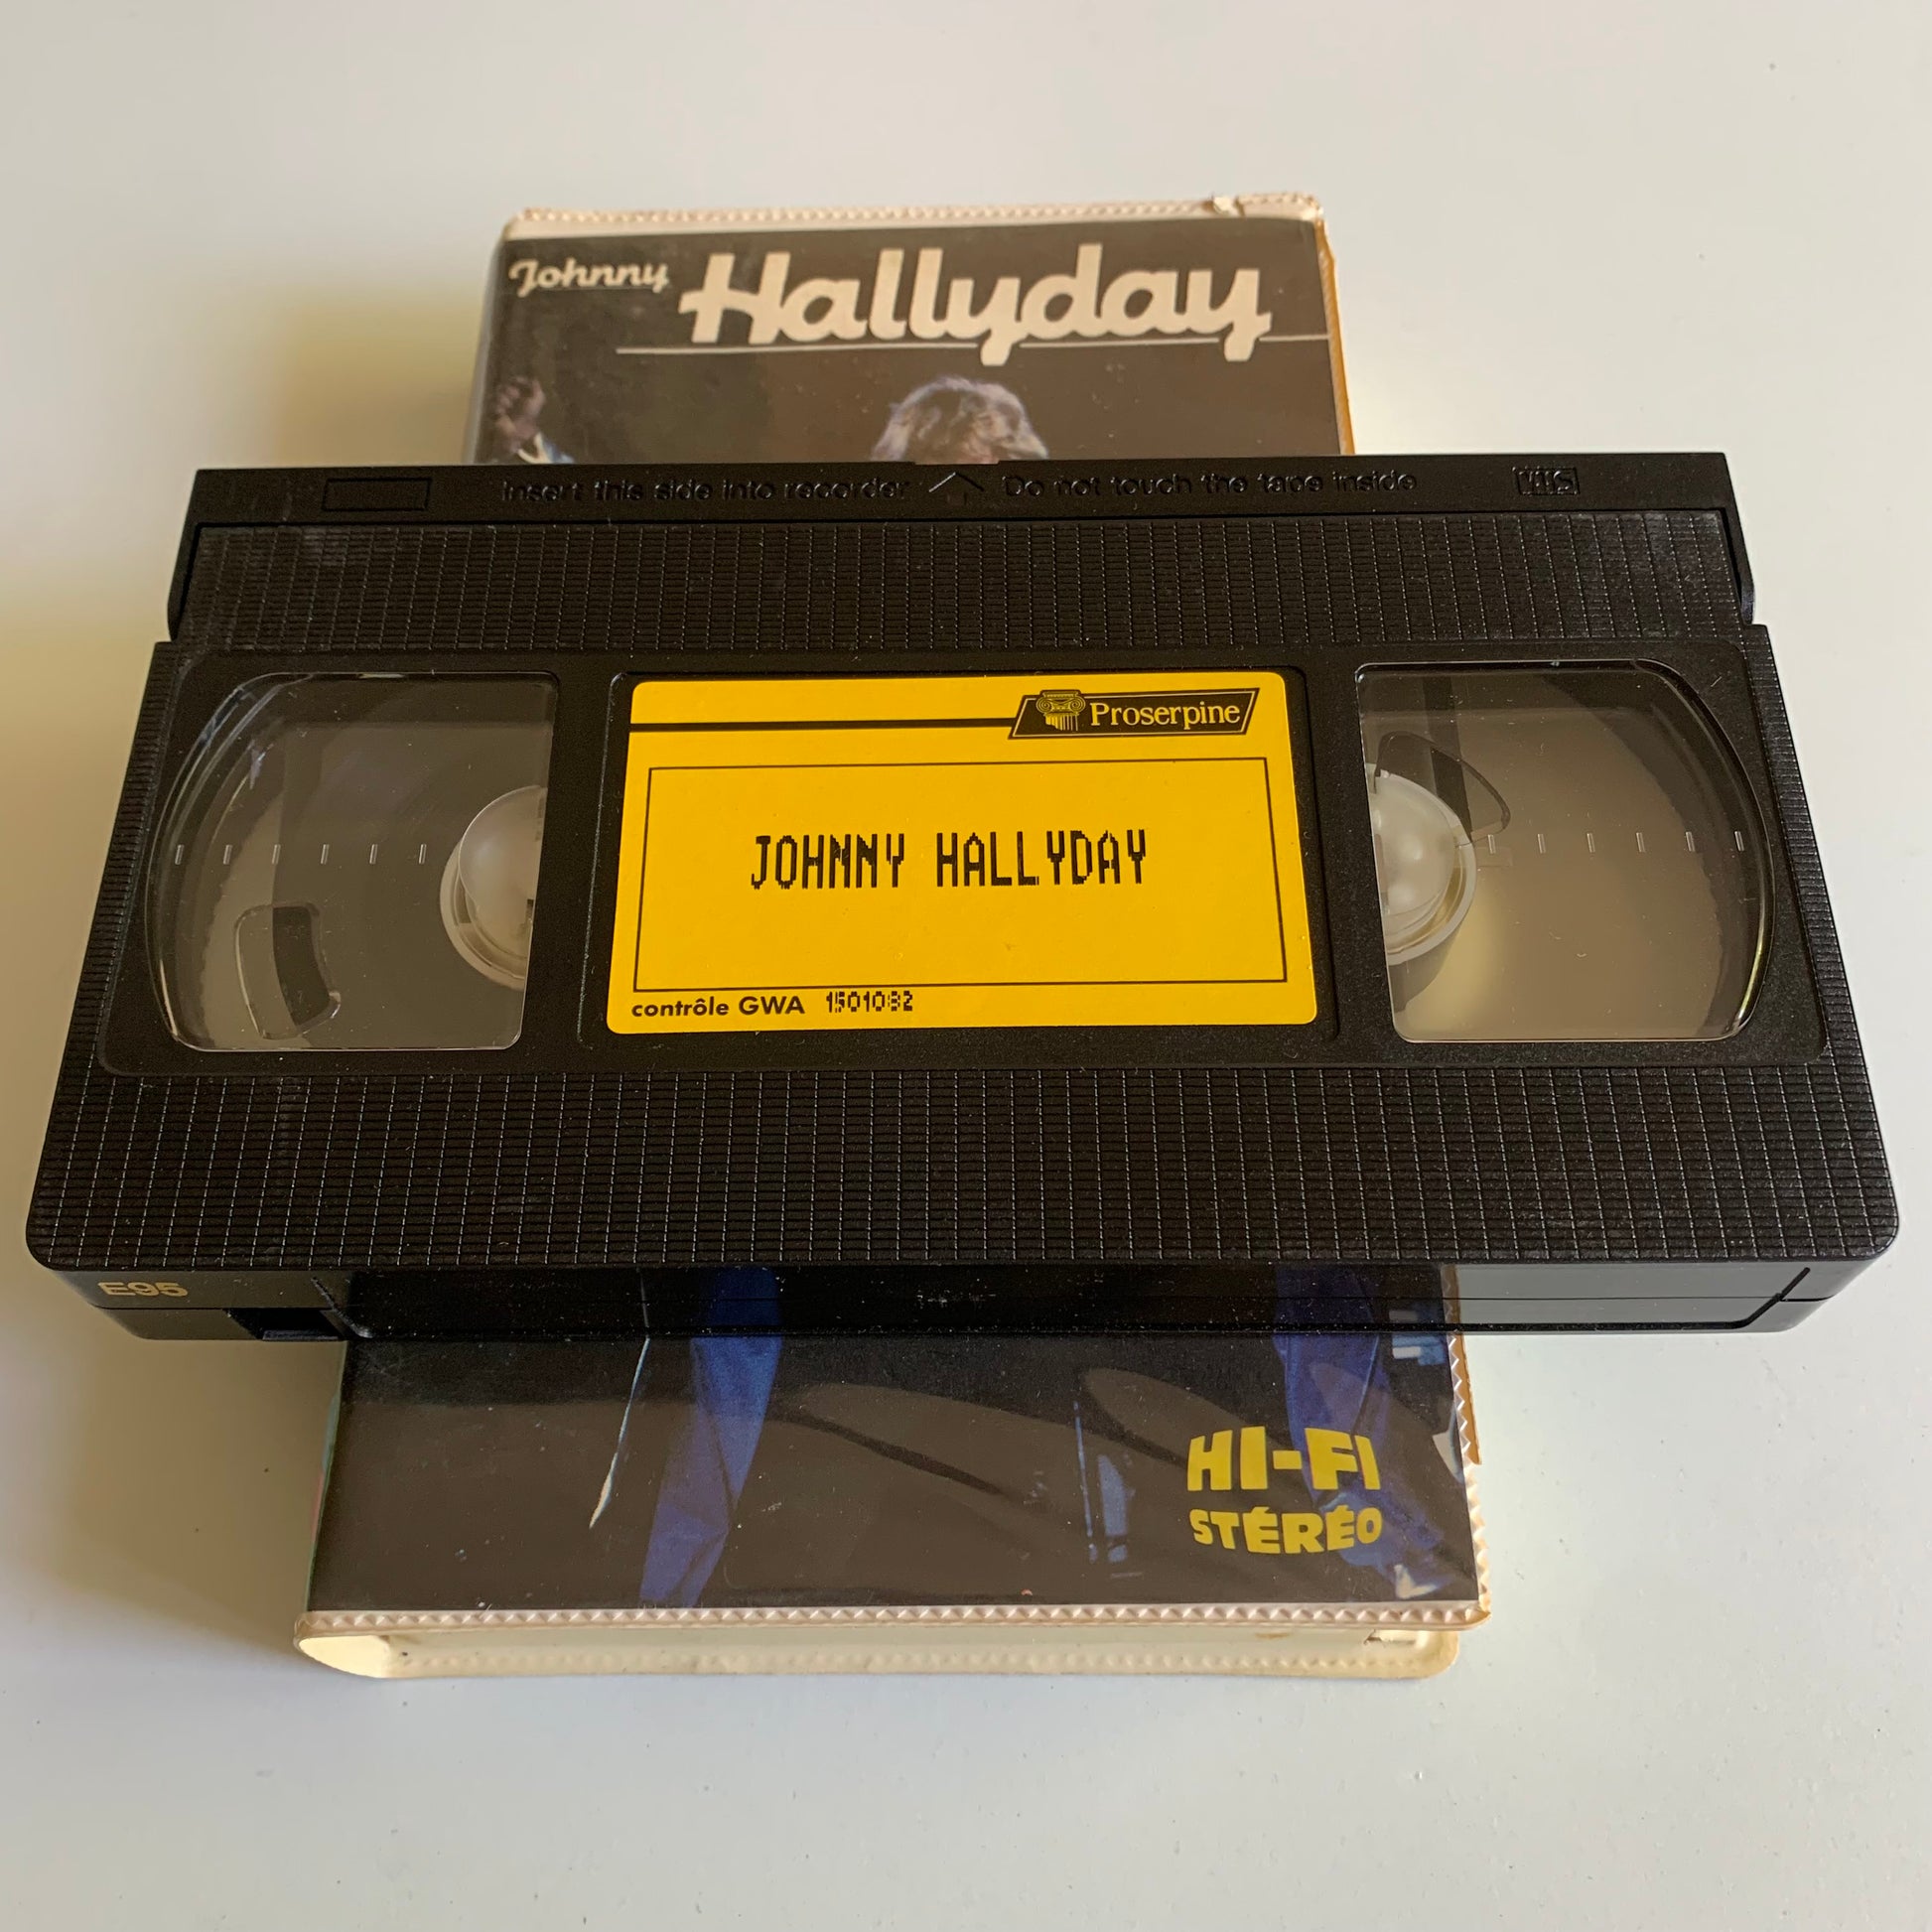 Johnny Hallyday
Insert this side into recorder Do not touch the tape inside VHS
Proserpine
JOHNNY HALLYDAY
contrôle GWA 1501082
E95
HI-FI
STÉRÉO